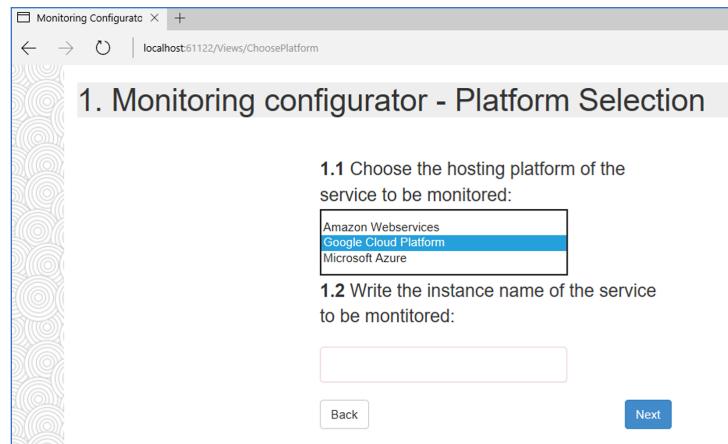 Monitoring Configurato
localhost:61122/Views/ChoosePlatform
1. Monitoring configurator - Platform Selection
1.1 Choose the hosting platform of the
service to be monitored:
Amazon Webservices
Google Cloud Platform
Microsoft Azure
1.2 Write the instance name of the service
to be montitored:
Back Next